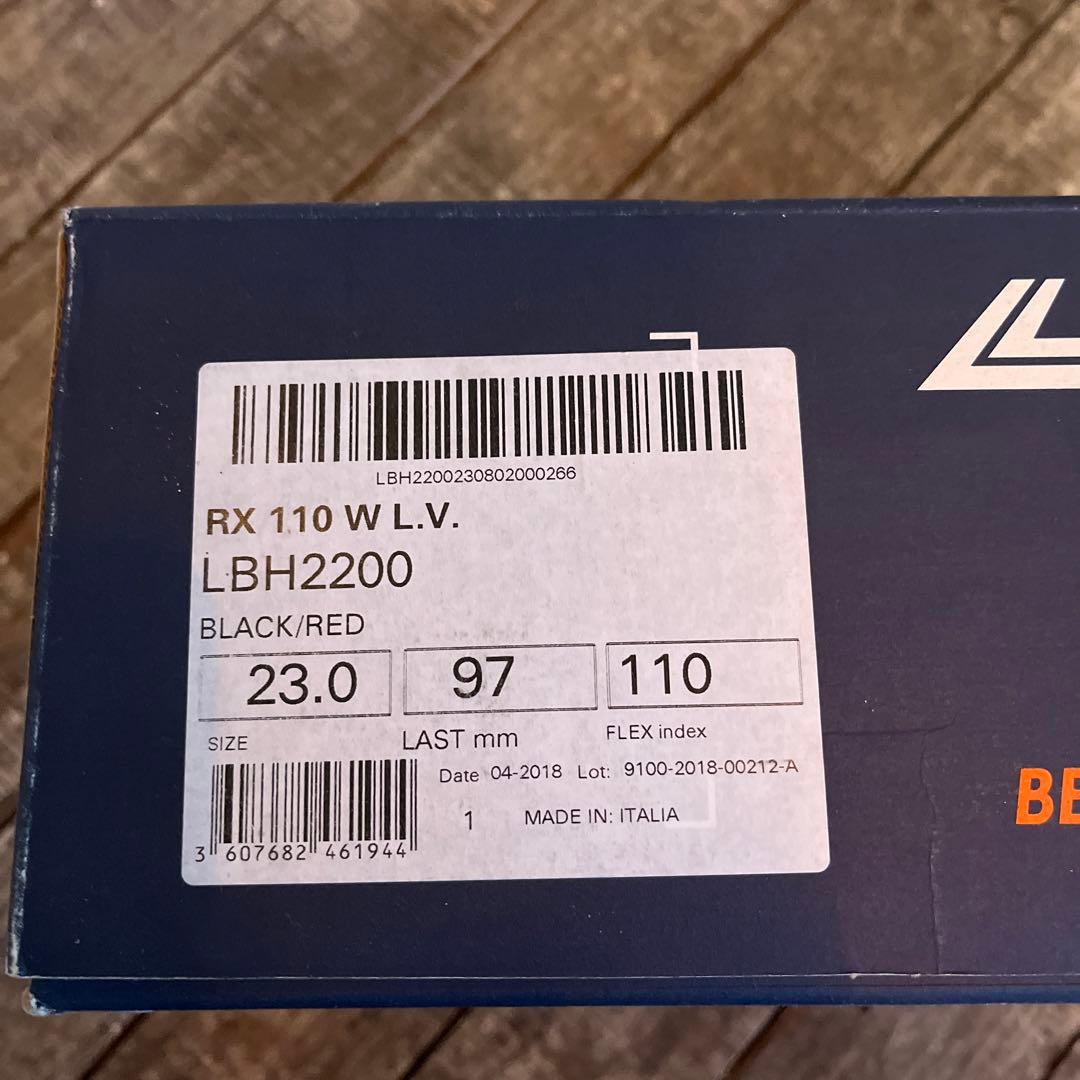 LBH2200230802000266
RX 110 W L.V.
LBH2200
BLACK/RED
23.0 97 110
SIZE LAST mm FLEX index
Date 04-2018 Lot: 9100-2018-00212-A
1 MADE IN: ITALIA
3 607682 461944